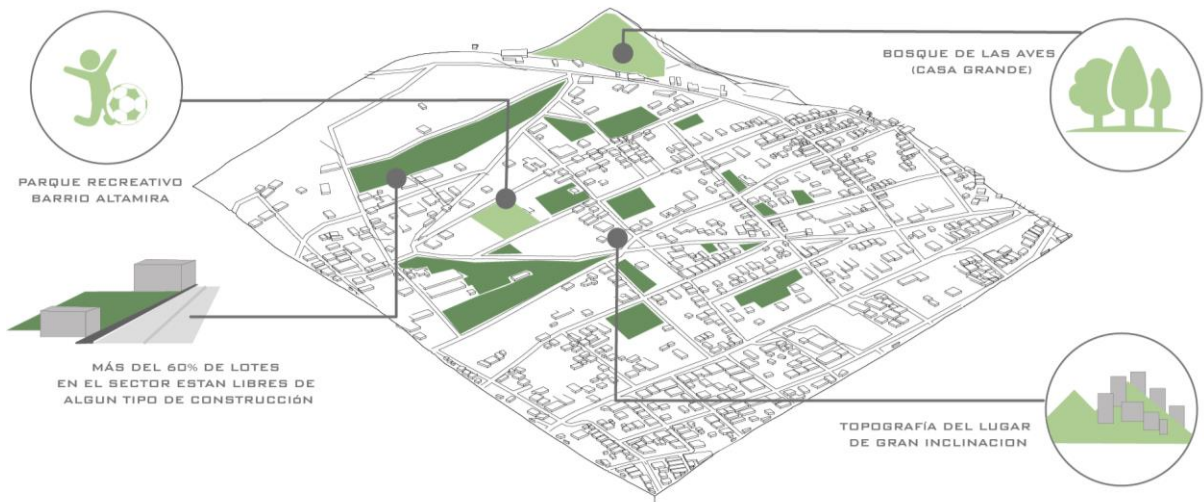 BOSQUE DE LAS AVES
(CASA GRANDE)
PARQUE RECREATIVO
BARRIO ALTAMIRA
MÁS DEL 60% DE LOTES
EN EL SECTOR ESTAN LIBRES DE
ALGUN TIPO DE CONSTRUCCIÓN
TOPOGRAFÍA DEL LUGAR
DE GRAN INCLINACION